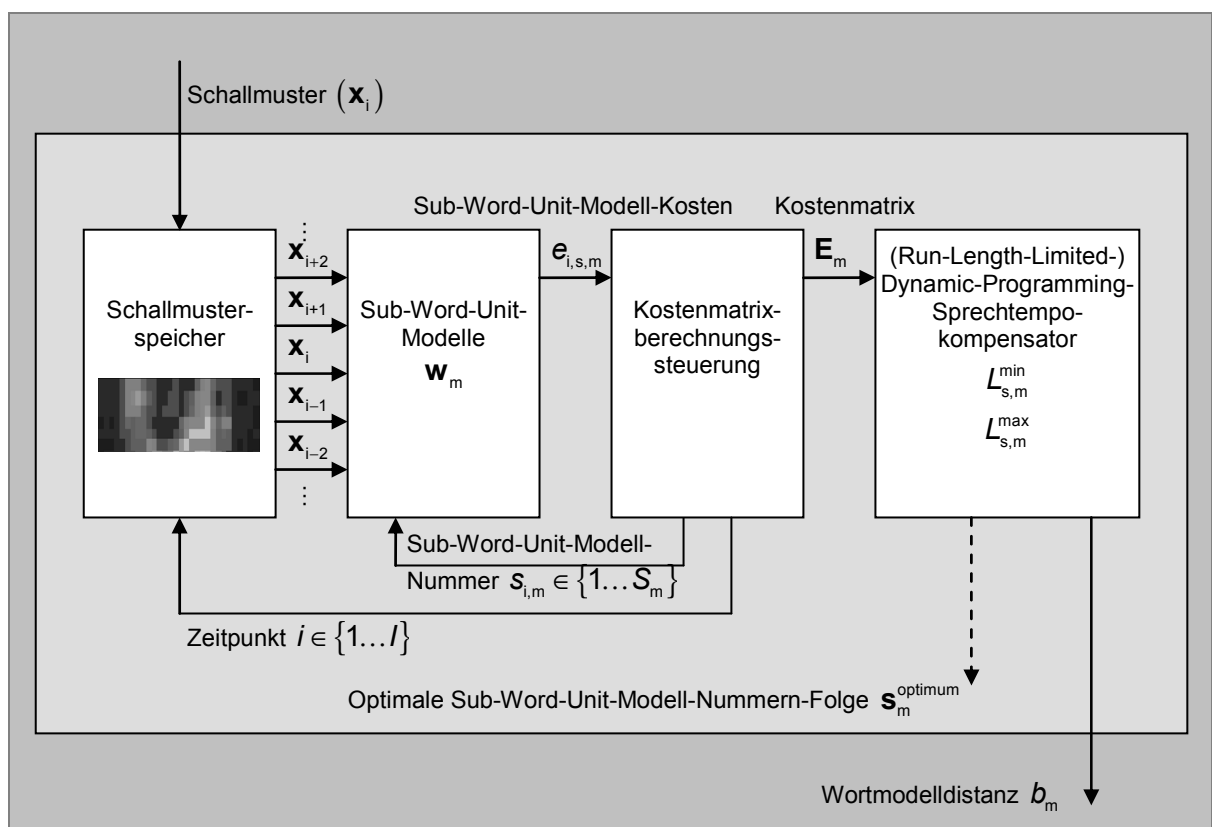 Schallmuster (x_i)
Sub-Word-Unit-Modell-Kosten
Kostenmatrix
Schallmuster-
speicher
⋮
x_{i+2}
x_{i+1}
x_i
x_{i−1}
x_{i−2}
⋮
Sub-Word-Unit-
Modelle
w_m
e_{i,s,m}
Kostenmatrix-
berechnungs-
steuerung
E_m
(Run-Length-Limited-)
Dynamic-Programming-
Sprechtempo-
kompensator
L_{s,m}^{min}
L_{s,m}^{max}
Sub-Word-Unit-Modell-
Nummer s_{i,m} ∈ {1…S_m}
Zeitpunkt i ∈ {1…I}
Optimale Sub-Word-Unit-Modell-Nummern-Folge s_m^{optimum}
Wortmodelldistanz b_m